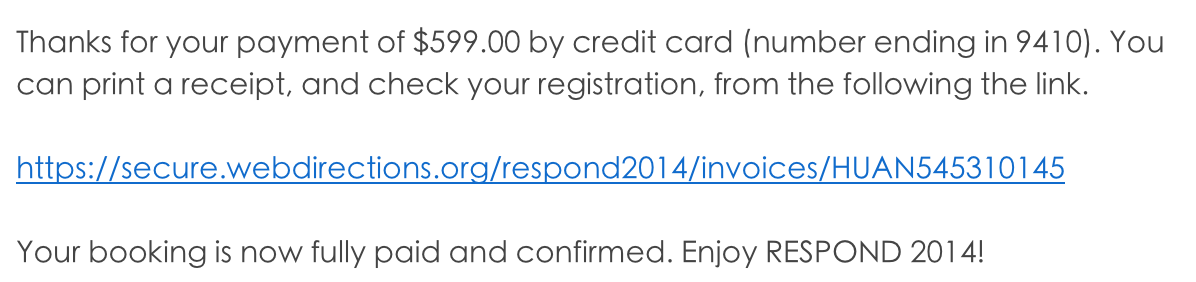 Thanks for your payment of $599.00 by credit card (number ending in 9410). You
can print a receipt, and check your registration, from the following the link.
https://secure.webdirections.org/respond2014/invoices/HUAN545310145
Your booking is now fully paid and confirmed. Enjoy RESPOND 2014!